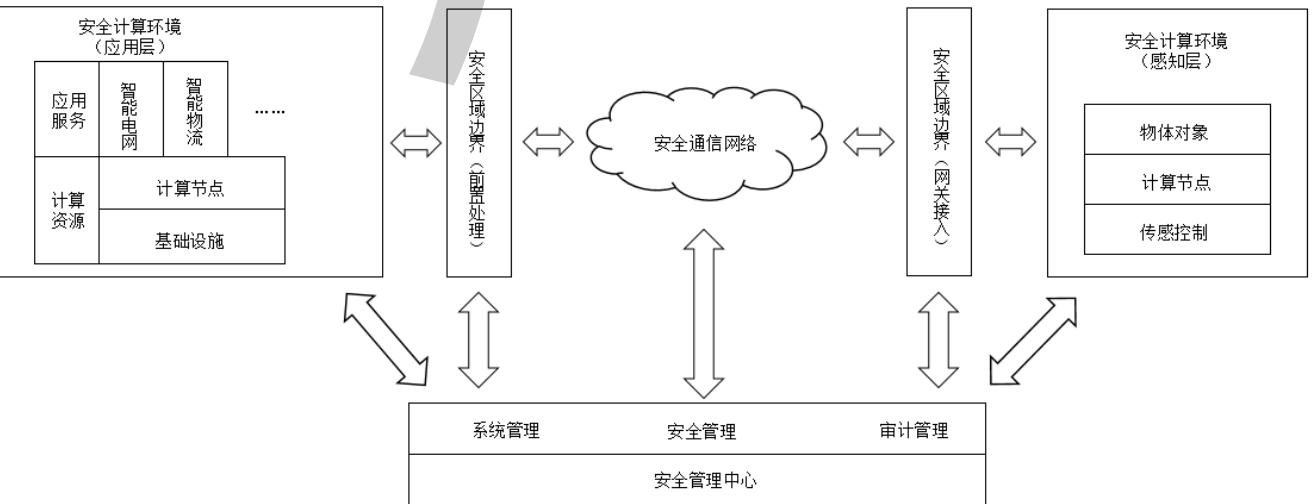 安全计算环境
（应用层）
应用
服务
智能电网
智能物流
……
计算
资源
计算节点
基础设施
安全区域边界（前置处理）
安全通信网络
安全区域边界（网关接入）
安全计算环境
（感知层）
物体对象
计算节点
传感控制
系统管理
安全管理
审计管理
安全管理中心